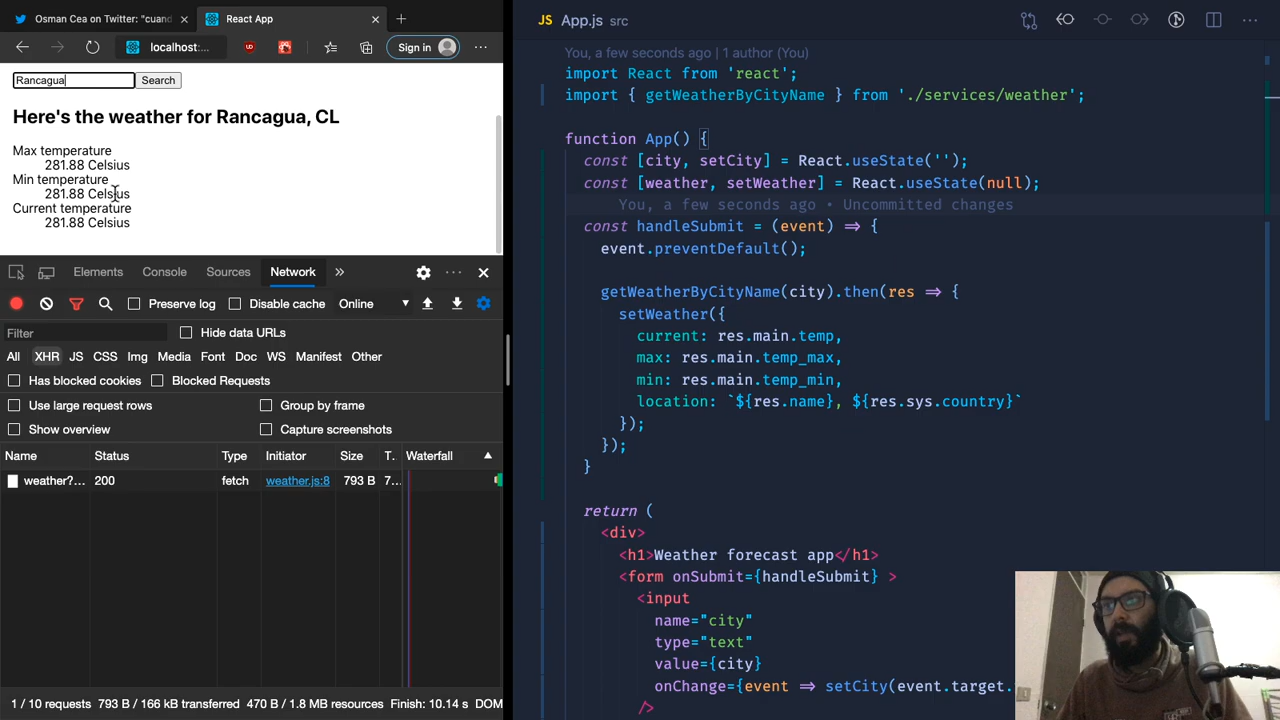 Osman Cea on Twitter: "cuand
React App
localhost:...
Sign in
Rancagua
Search
Here's the weather for Rancagua, CL
Max temperature
281.88 Celsius
Min temperature
281.88 Celsius
Current temperature
281.88 Celsius
Elements
Console
Sources
Network
Preserve log
Disable cache
Online
Filter
Hide data URLs
All
XHR
JS
CSS
Img
Media
Font
Doc
WS
Manifest
Other
Has blocked cookies
Blocked Requests
Use large request rows
Group by frame
Show overview
Capture screenshots
Name
Status
Type
Initiator
Size
T..
Waterfall
weather?...
200
fetch
weather.js:8
793 B
7...
1 / 10 requests
793 B / 166 kB transferred
470 B / 1.8 MB resources
Finish: 10.14 s
DOM
JS App.js src
You, a few seconds ago | 1 author (You)
import React from 'react';
import { getWeatherByCityName } from './services/weather';
function App() {
const [city, setCity] = React.useState('');
const [weather, setWeather] = React.useState(null);
You, a few seconds ago • Uncommitted changes
const handleSubmit = (event) => {
event.preventDefault();
getWeatherByCityName(city).then(res => {
setWeather({
current: res.main.temp,
max: res.main.temp_max,
min: res.main.temp_min,
location: `${res.name}, ${res.sys.country}`
});
});
}
return (
<div>
<h1>Weather forecast app</h1>
<form onSubmit={handleSubmit} >
<input
name="city"
type="text"
value={city}
onChange={event => setCity(event.target.
/>